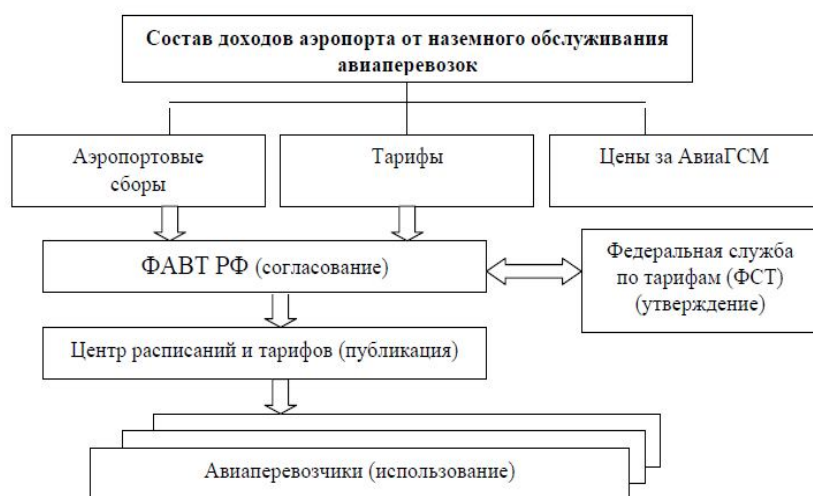 Состав доходов аэропорта от наземного обслуживания
авиаперевозок
Аэропортовые
сборы
Тарифы
Цены за АвиаГСМ
ФАВТ РФ (согласование)
Федеральная служба
по тарифам (ФСТ)
(утверждение)
Центр расписаний и тарифов (публикация)
Авиаперевозчики (использование)